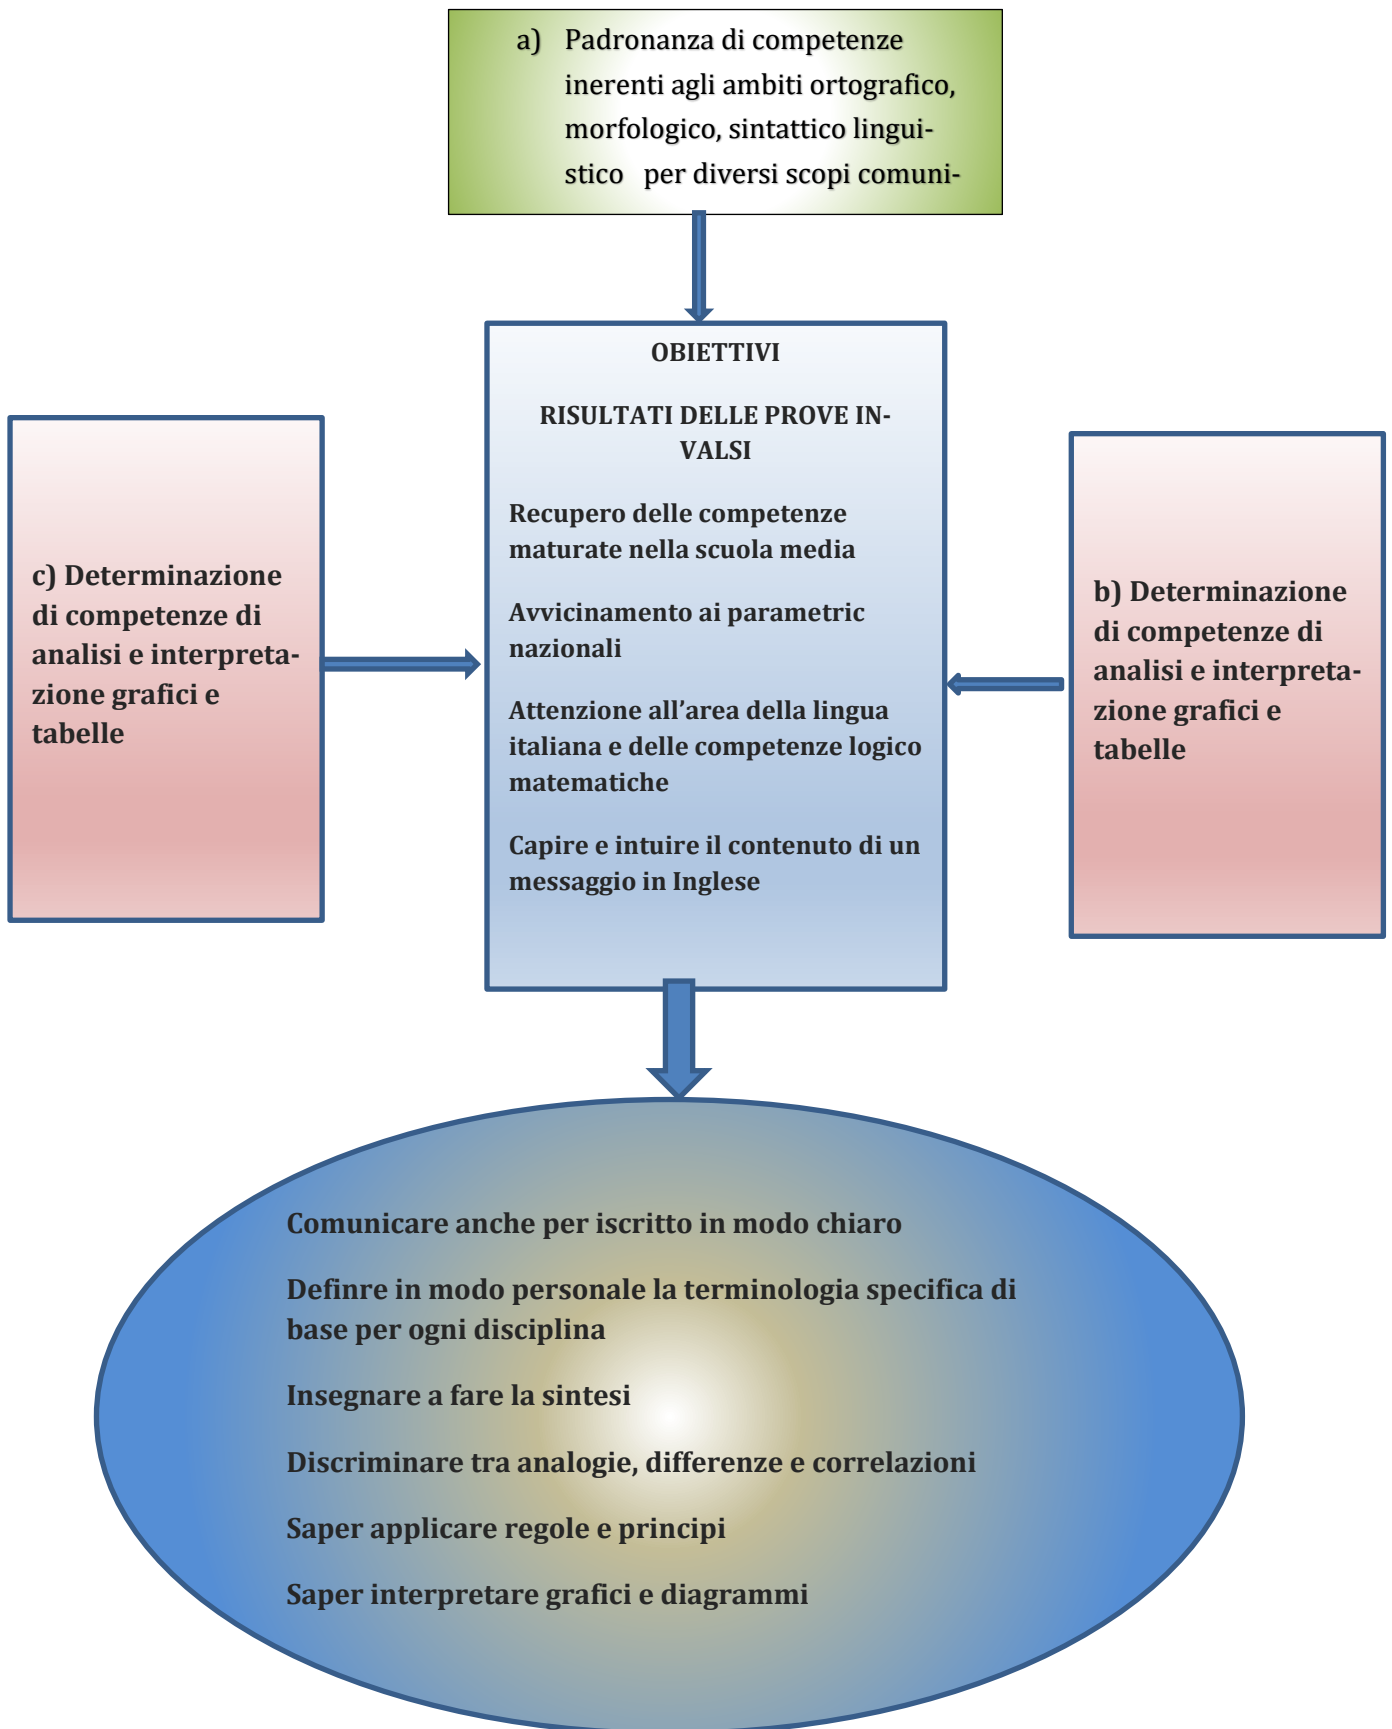 a) Padronanza di competenze
inerenti agli ambiti ortografico,
morfologico, sintattico lingui-
stico per diversi scopi comuni-
OBIETTIVI
RISULTATI DELLE PROVE IN-
VALSI
Recupero delle competenze
maturate nella scuola media
Avvicinamento ai parametric
nazionali
Attenzione all'area della lingua
italiana e delle competenze logico
matematiche
Capire e intuire il contenuto di un
messaggio in Inglese
c) Determinazione
di competenze di
analisi e interpreta-
zione grafici e
tabelle
b) Determinazione
di competenze di
analisi e interpreta-
zione grafici e
tabelle
Comunicare anche per iscritto in modo chiaro
Definre in modo personale la terminologia specifica di
base per ogni disciplina
Insegnare a fare la sintesi
Discriminare tra analogie, differenze e correlazioni
Saper applicare regole e principi
Saper interpretare grafici e diagrammi